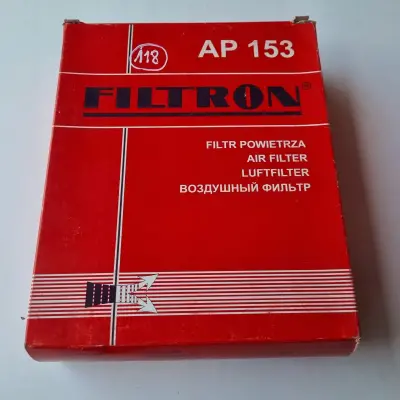 118
AP 153
FILTRON®
FILTR POWIETRZA
AIR FILTER
LUFTFILTER
ВОЗДУШНЫЙ ФИЛЬТР